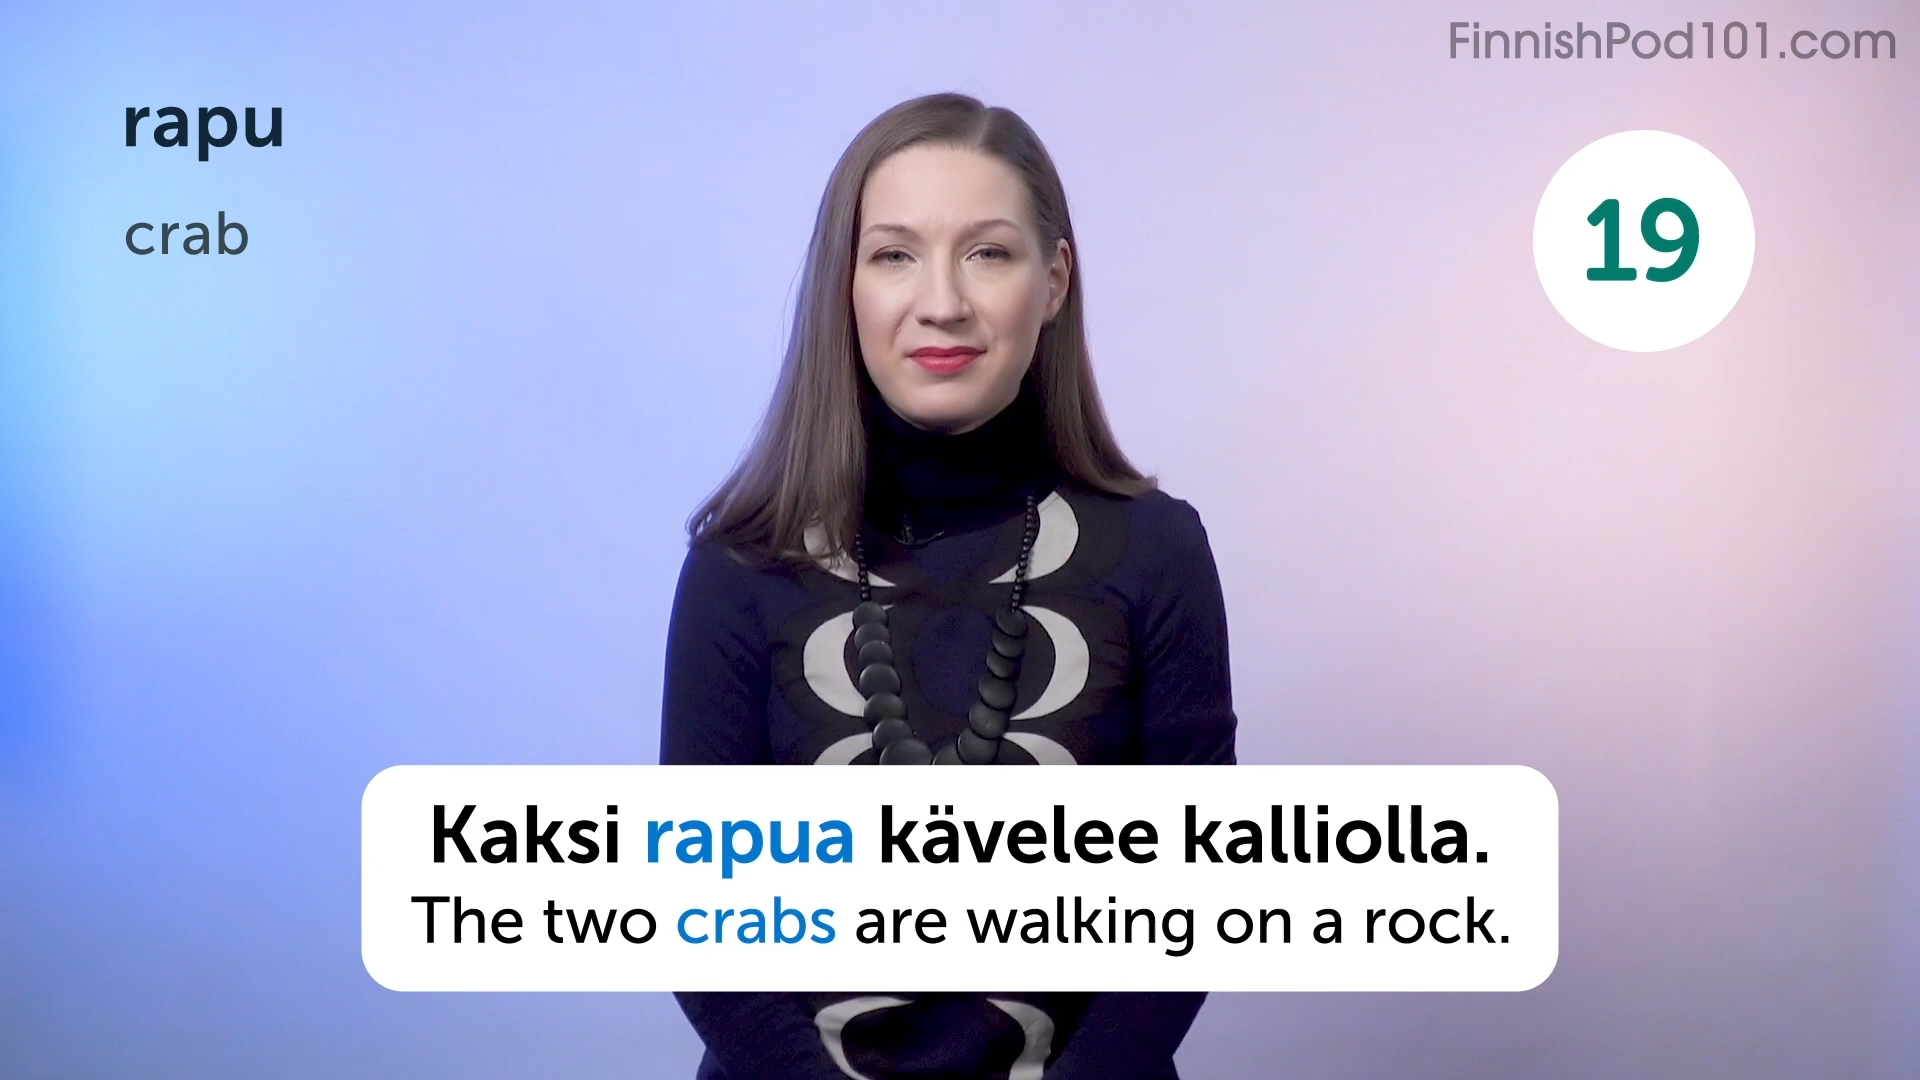 FinnishPod101.com
rapu
crab
19
Kaksi rapua kävelee kalliolla.
The two crabs are walking on a rock.